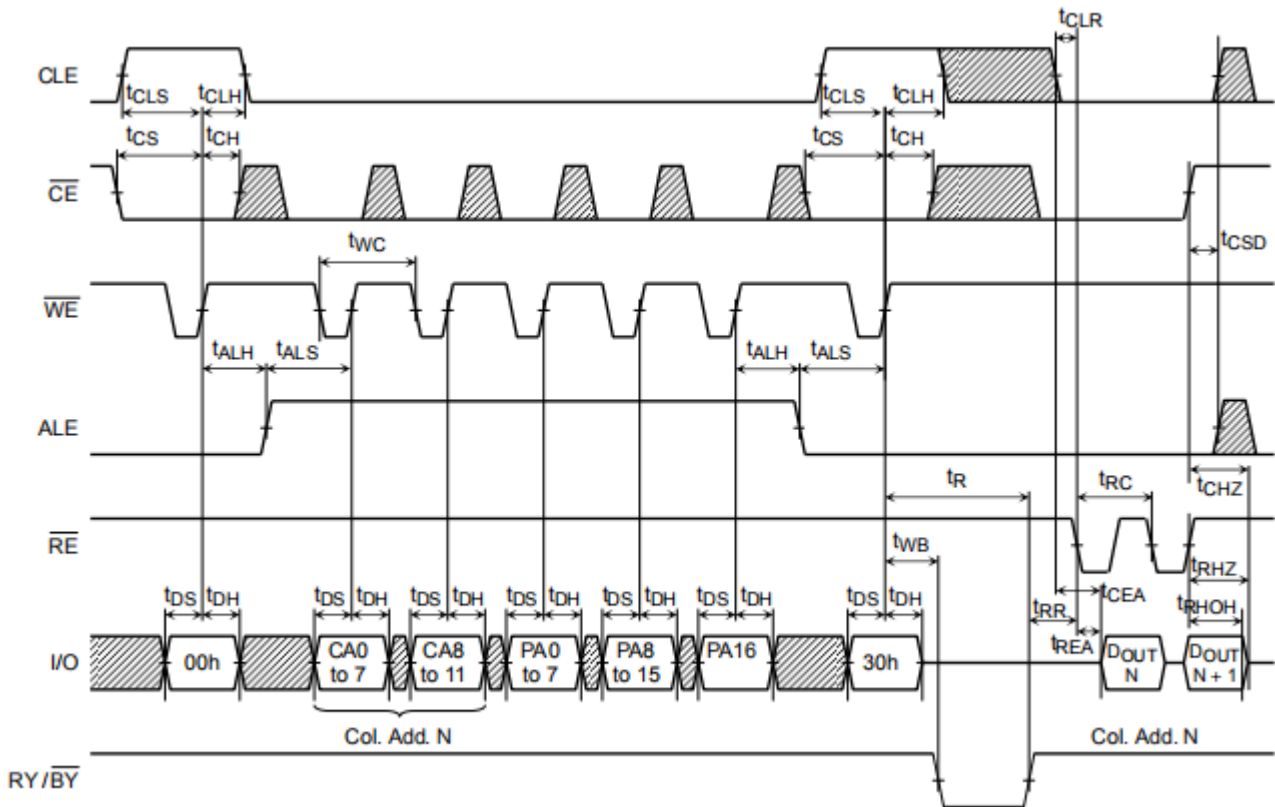 tCLR
CLE
tCLS tCLH tCLS tCLH
tCS tCH tCS tCH
CE
tCSD
tWC
WE
tALH tALS tALH tALS
ALE
tR tRC tCHZ
RE
tWB
tRHZ
tDS tDH tDS tDH tDS tDH tDS tDH tDS tDH tDS tDH tDS tDH
tCEA
tRR
tRHOH
tREA
I/O
00h
CA0
to 7
CA8
to 11
PA0
to 7
PA8
to 15
PA16
30h
DOUT
N
DOUT
N + 1
Col. Add. N
Col. Add. N
RY/BY